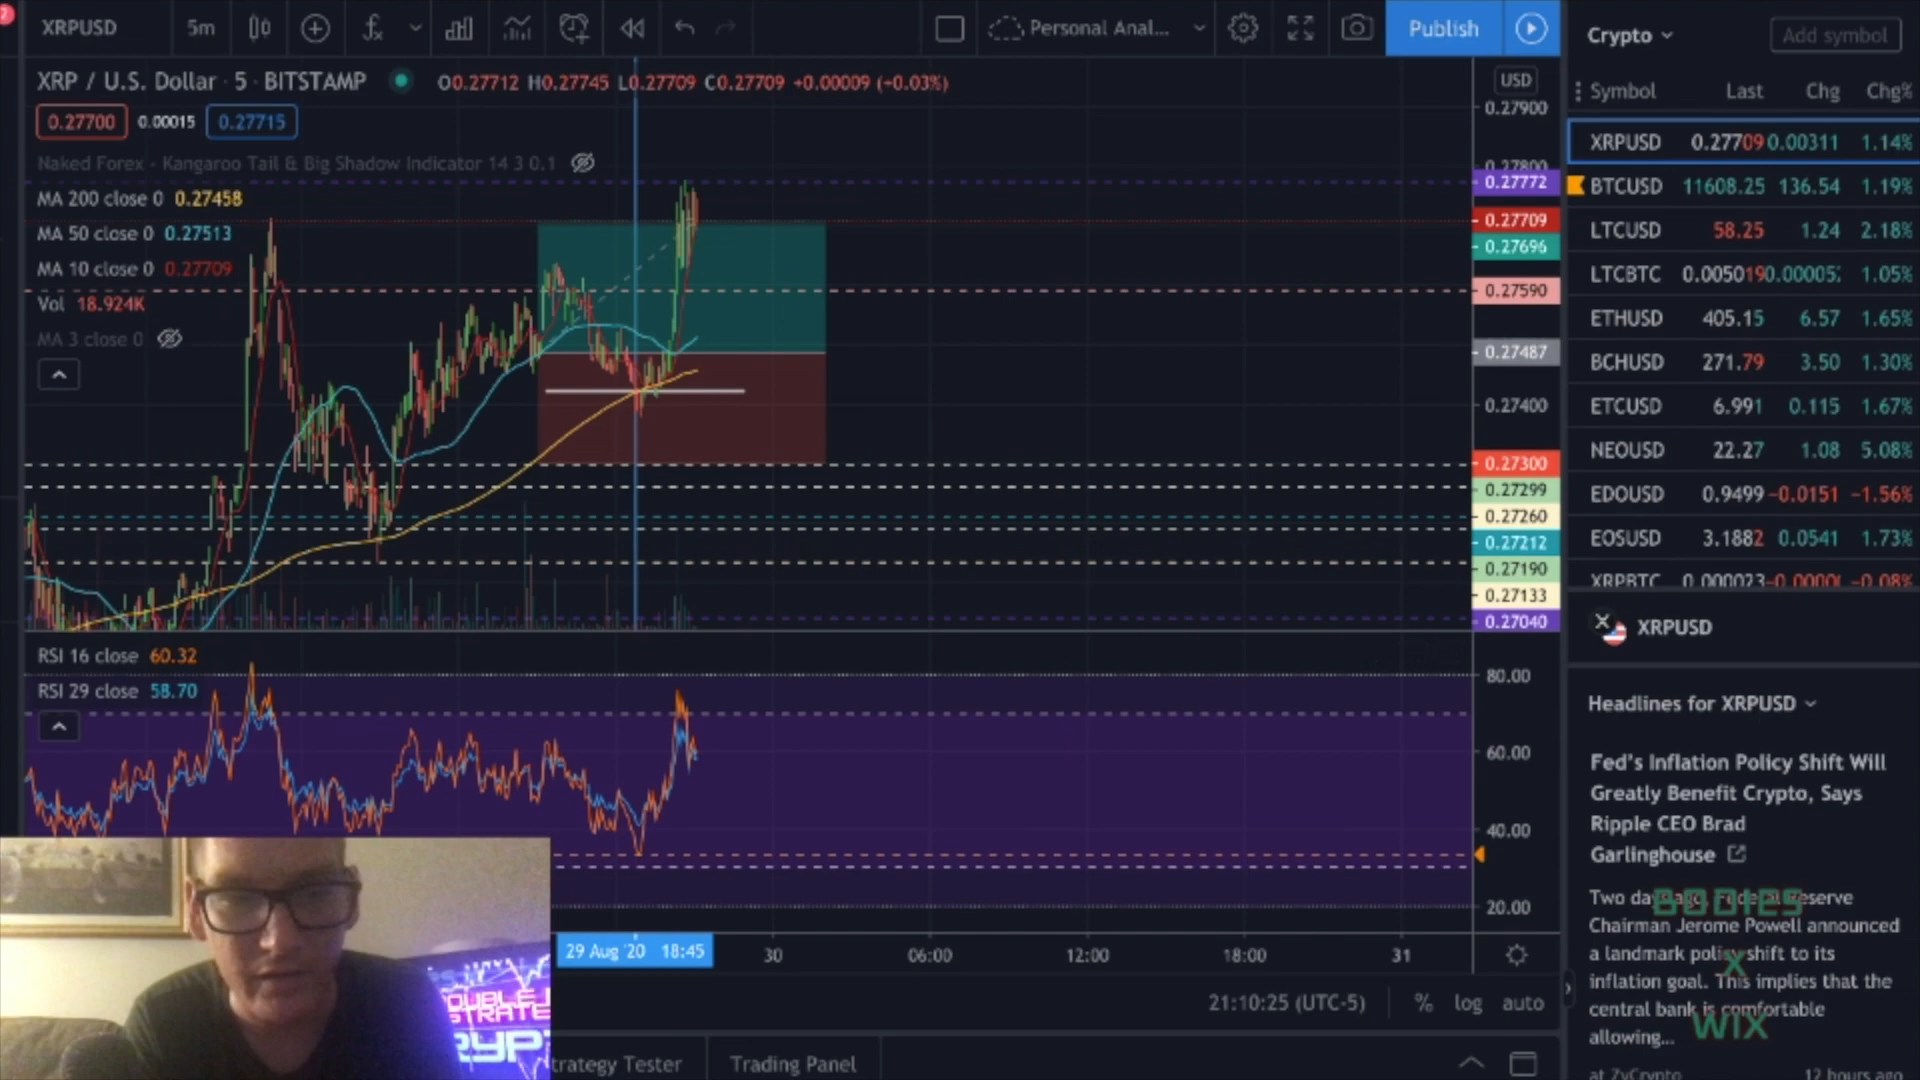 XRPUSD 5m Personal Anal... Publish
XRP / U.S. Dollar · 5 · BITSTAMP O0.27712 H0.27745 L0.27709 C0.27709 +0.00009 (+0.03%)
0.27700 0.00015 0.27715
Naked Forex - Kangaroo Tail & Big Shadow Indicator 14 3 0.1
MA 200 close 0 0.27458
MA 50 close 0 0.27513
MA 10 close 0 0.27709
Vol 18.924K
MA 3 close 0
USD
0.27900
0.27800
0.27772
0.27709
0.27696
0.27590
0.27487
0.27400
0.27300
0.27299
0.27260
0.27212
0.27190
0.27133
0.27040
RSI 16 close 60.32
RSI 29 close 58.70
80.00
60.00
40.00
20.00
29 Aug '20 18:45 30 06:00 12:00 18:00 31
21:10:25 (UTC-5) % log auto
trategy Tester Trading Panel
Crypto Add symbol
Symbol Last Chg Chg%
XRPUSD 0.27709 0.00311 1.14%
BTCUSD 11608.25 136.54 1.19%
LTCUSD 58.25 1.24 2.18%
LTCBTC 0.005019 0.00005 1.05%
ETHUSD 405.15 6.57 1.65%
BCHUSD 271.79 3.50 1.30%
ETCUSD 6.991 0.115 1.67%
NEOUSD 22.27 1.08 5.08%
EDOUSD 0.9499 −0.0151 −1.56%
EOSUSD 3.1882 0.0541 1.73%
XRPBTC 0.000023 −0.0000 −0.08%
XRPUSD
Headlines for XRPUSD
Fed's Inflation Policy Shift Will
Greatly Benefit Crypto, Says
Ripple CEO Brad
Garlinghouse
Two days ago, Federal Reserve
Chairman Jerome Powell announced
a landmark policy shift to its
inflation goal. This implies that the
central bank is comfortable
allowing...
at ZyCrypto 12 hours ago
BODIES
X
WIX
OUBLE
STRATE
RYP